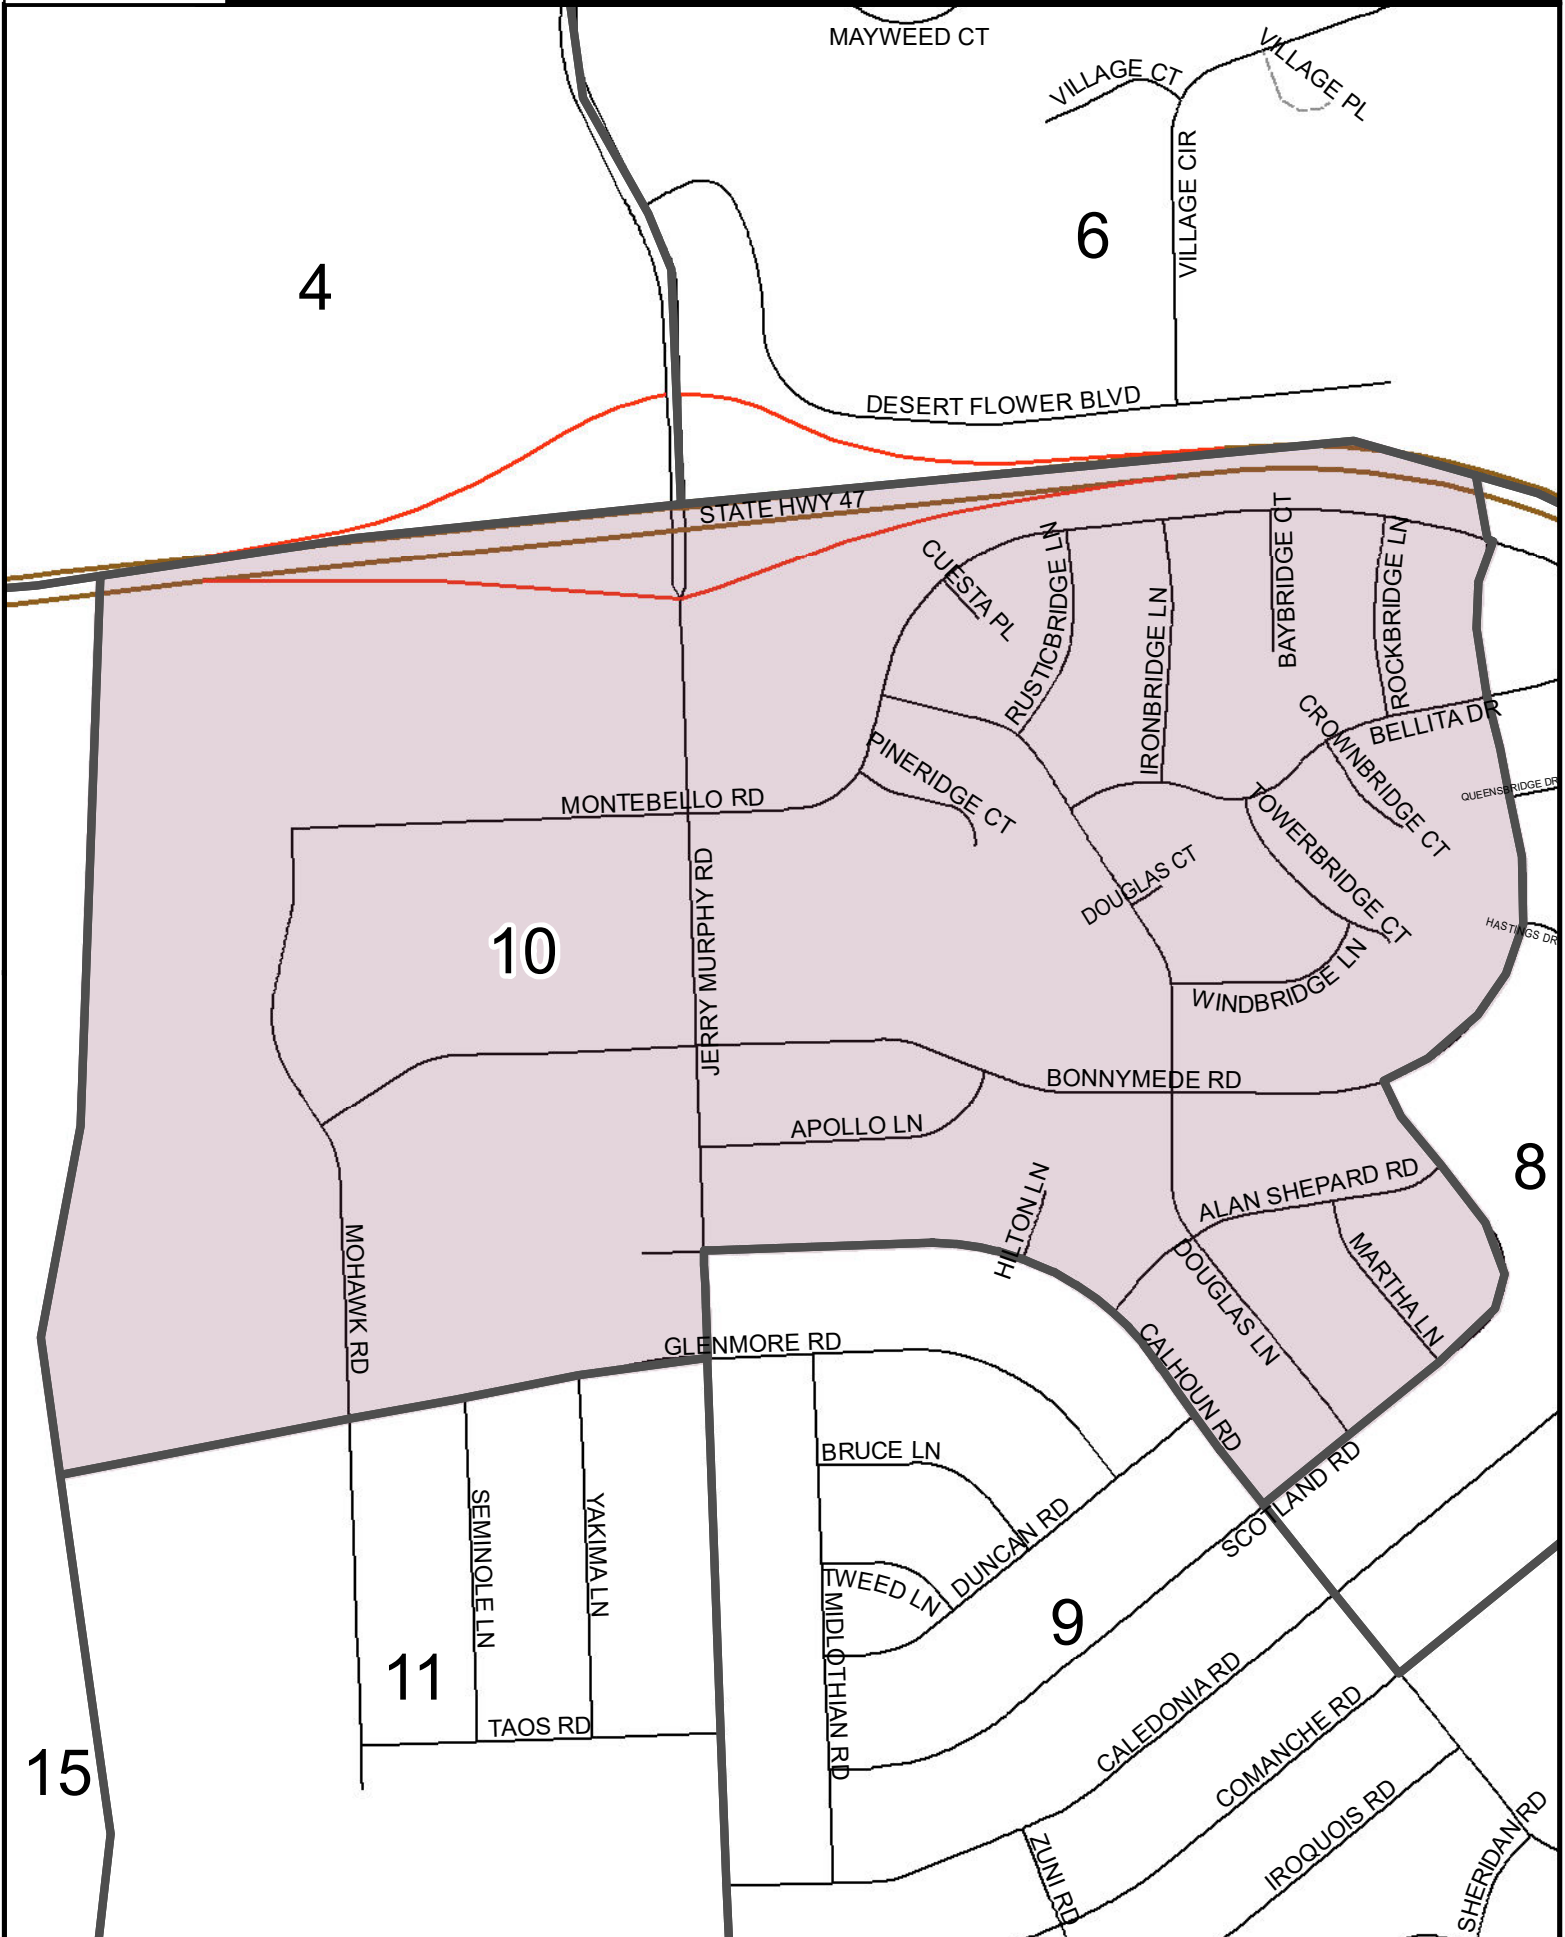 MAYWEED CT
VILLAGE CT
VILLAGE PL
VILLAGE CIR
6
4
DESERT FLOWER BLVD
STATE HWY 47
CUESTA PL
RUSTICBRIDGE LN
IRONBRIDGE LN
BAYBRIDGE CT
ROCKBRIDGE LN
CROWNBRIDGE CT
BELLITA DR
PINERIDGE CT
MONTEBELLO RD
TOWERBRIDGE CT
QUEENSBRIDGE DR
DOUGLAS CT
JERRY MURPHY RD
10
HASTINGS DR
WINDBRIDGE LN
BONNYMEDE RD
APOLLO LN
HILTON LN
ALAN SHEPARD RD
8
MOHAWK RD
DOUGLAS LN
MARTHA LN
GLENMORE RD
CALHOUN RD
BRUCE LN
SCOTLAND RD
SEMINOLE LN
YAKIMA LN
DUNCAN RD
TWEED LN
MIDLOTHIAN RD
9
11
CALEDONIA RD
COMANCHE RD
TAOS RD
15
IROQUOIS RD
ZUNI RD
SHERIDAN RD